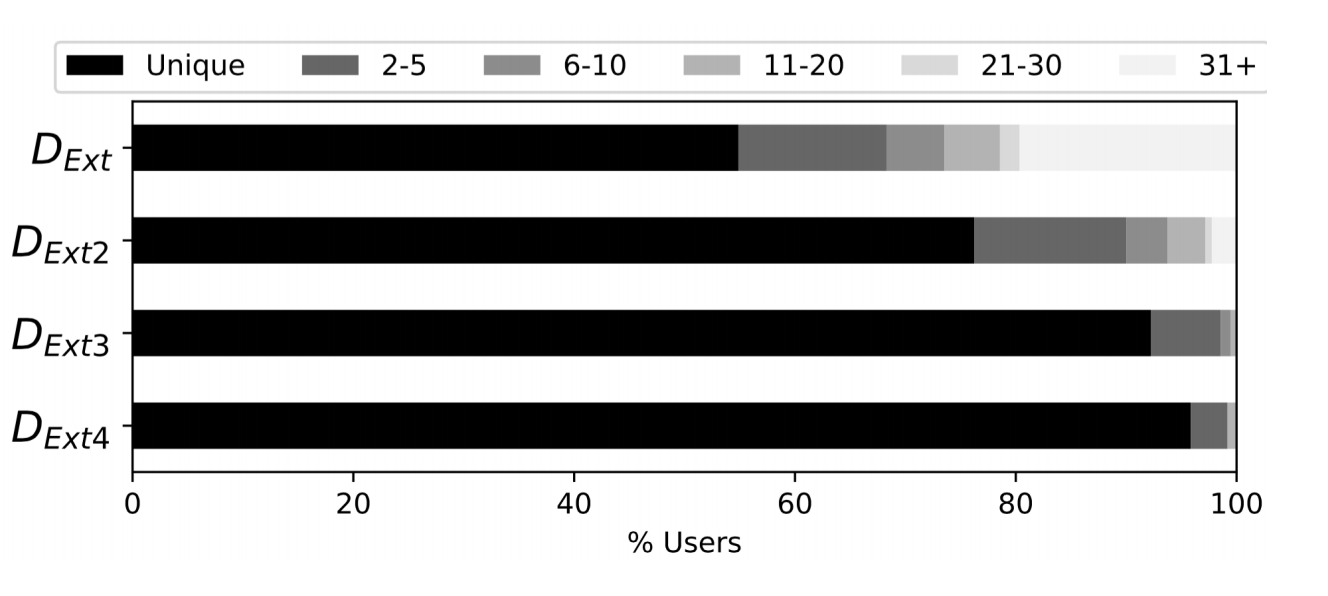 Unique 2-5 6-10 11-20 21-30 31+
D_Ext
D_Ext2
D_Ext3
D_Ext4
0 20 40 60 80 100
% Users